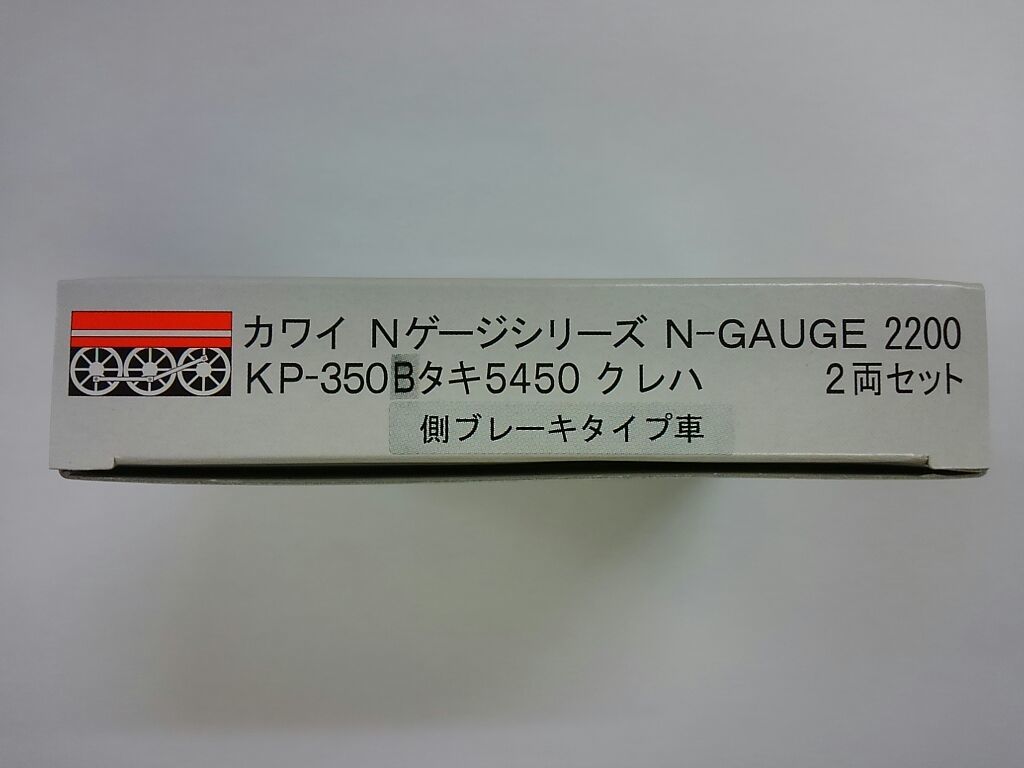 カワイ Nゲージシリーズ N-GAUGE 2200
KP-350Bタキ5450 クレハ 2両セット
側ブレーキタイプ車